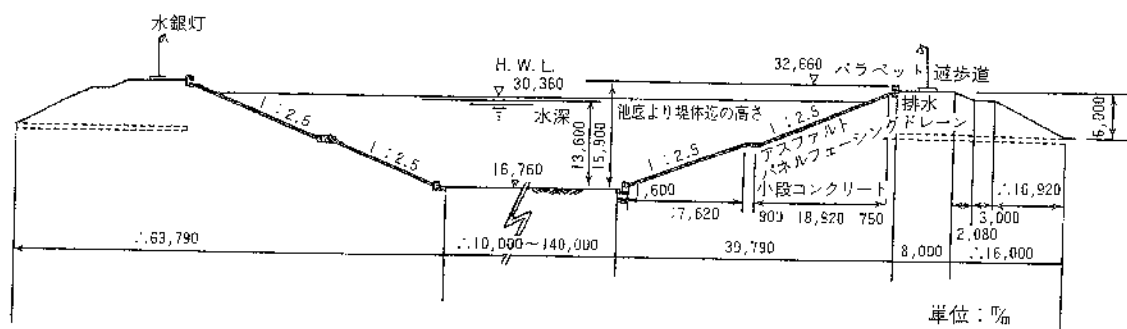 水銀灯
H. W. L.
30,360
32,660
パラペット
遊歩道
1 : 2.5
1 : 2.5
水深
13,600
15,900
池底より堤体迄の高さ
1 : 2.5
1 : 2.5
排水
ドレーン
アスファルト
パネルフェーシング
小段コンクリート
6,000
16,760
1,600
17,620
900
18,920
750
3,000
2,080
∴63,790
∴10,000～140,000
39,790
8,000
∴16,000
単位：㎜